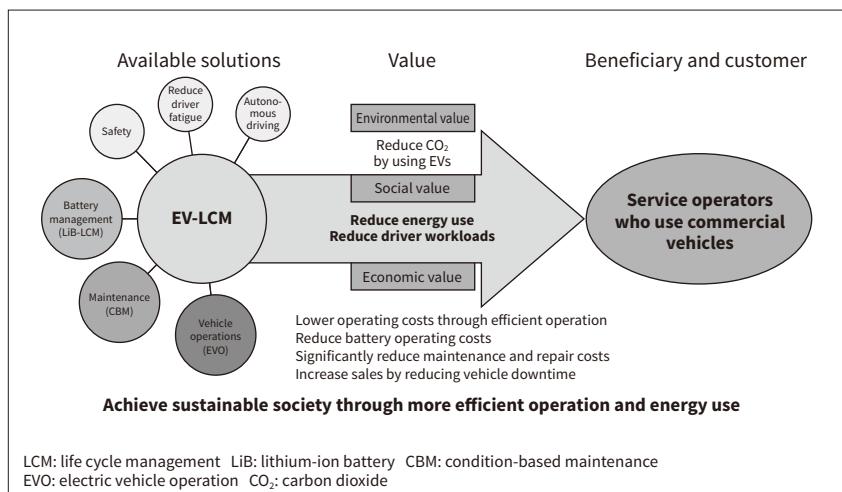 Available solutions
Value
Beneficiary and customer
Reduce
driver
fatigue
Autono-
mous
driving
Safety
Battery
management
(LiB-LCM)
EV-LCM
Maintenance
(CBM)
Vehicle
operations
(EVO)
Environmental value
Reduce CO₂
by using EVs
Social value
Reduce energy use
Reduce driver workloads
Economic value
Lower operating costs through efficient operation
Reduce battery operating costs
Significantly reduce maintenance and repair costs
Increase sales by reducing vehicle downtime
Service operators
who use commercial
vehicles
Achieve sustainable society through more efficient operation and energy use
LCM: life cycle management LiB: lithium-ion battery CBM: condition-based maintenance
EVO: electric vehicle operation CO₂: carbon dioxide